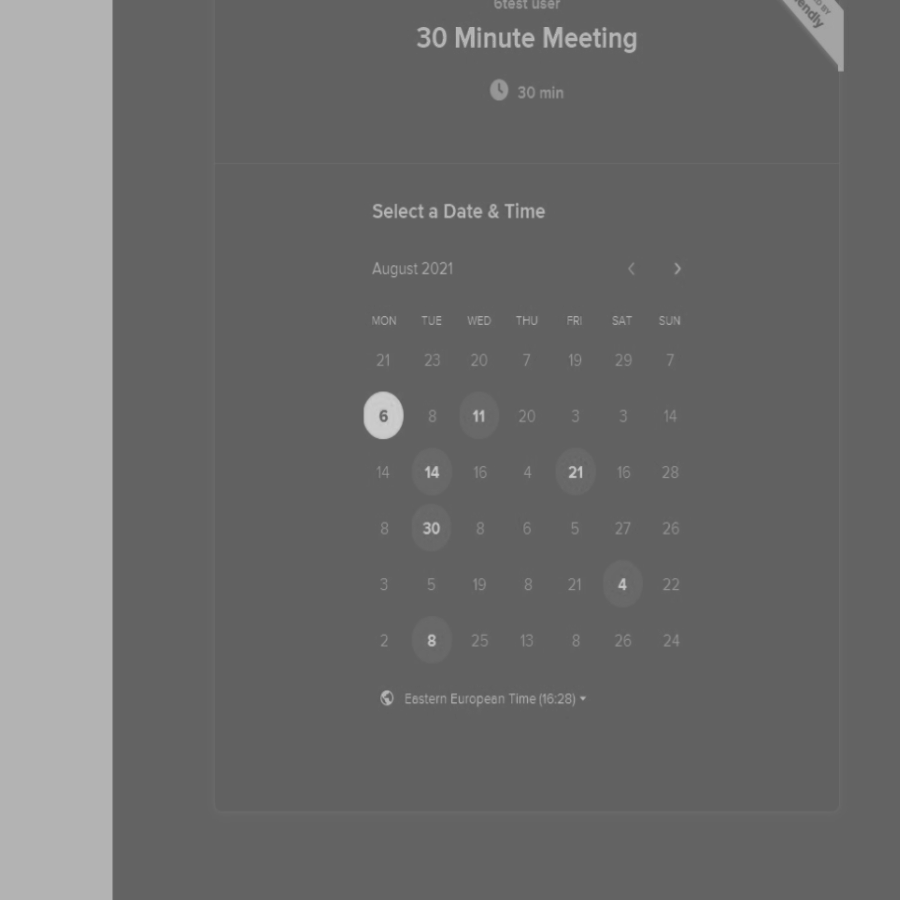 6test user
30 Minute Meeting
30 min
Select a Date & Time
August 2021
MON TUE WED THU FRI SAT SUN
21 23 20 7 19 29 7
6 8 11 20 3 3 14
14 14 16 4 21 16 28
8 30 8 6 5 27 26
3 5 19 8 21 4 22
2 8 25 13 8 26 24
Eastern European Time (16:28)